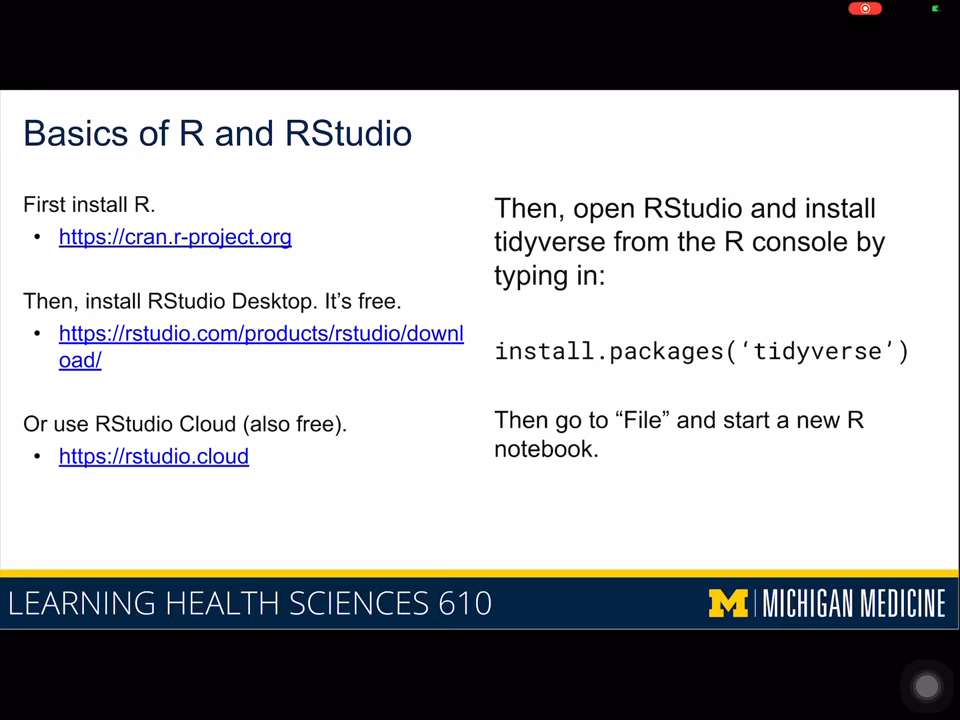 Basics of R and RStudio
First install R.
• https://cran.r-project.org
Then, install RStudio Desktop. It’s free.
• https://rstudio.com/products/rstudio/downl
oad/
Or use RStudio Cloud (also free).
• https://rstudio.cloud
Then, open RStudio and install
tidyverse from the R console by
typing in:
install.packages(‘tidyverse’)
Then go to “File” and start a new R
notebook.
LEARNING HEALTH SCIENCES 610
M | MICHIGAN MEDICINE